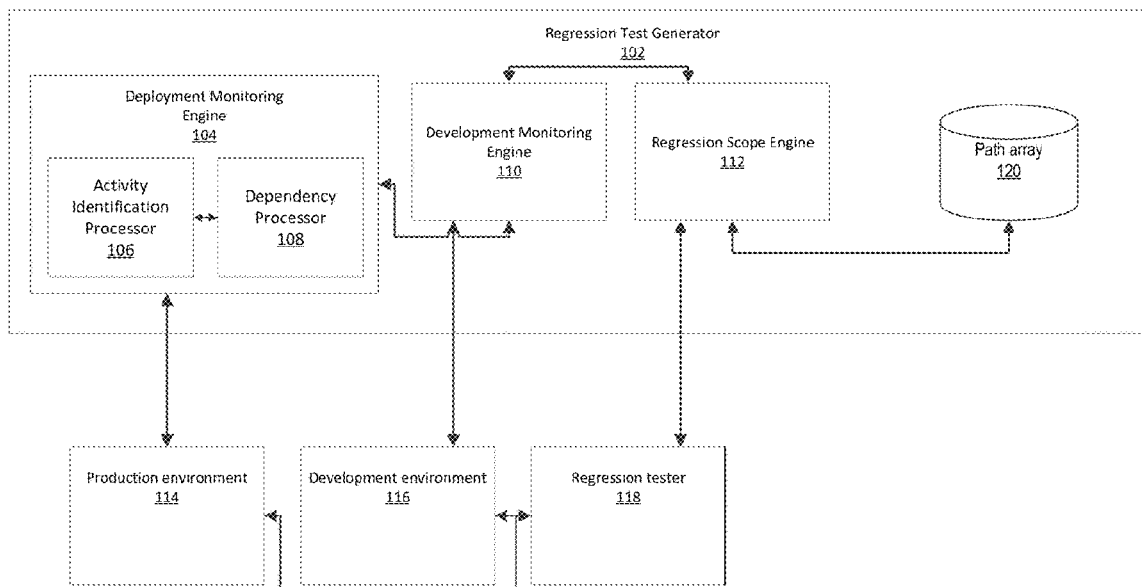 Regression Test Generator
102
Deployment Monitoring
Engine
104
Activity
Identification
Processor
106
Dependency
Processor
108
Development Monitoring
Engine
110
Regression Scope Engine
112
Path array
120
Production environment
114
Development environment
116
Regression tester
118